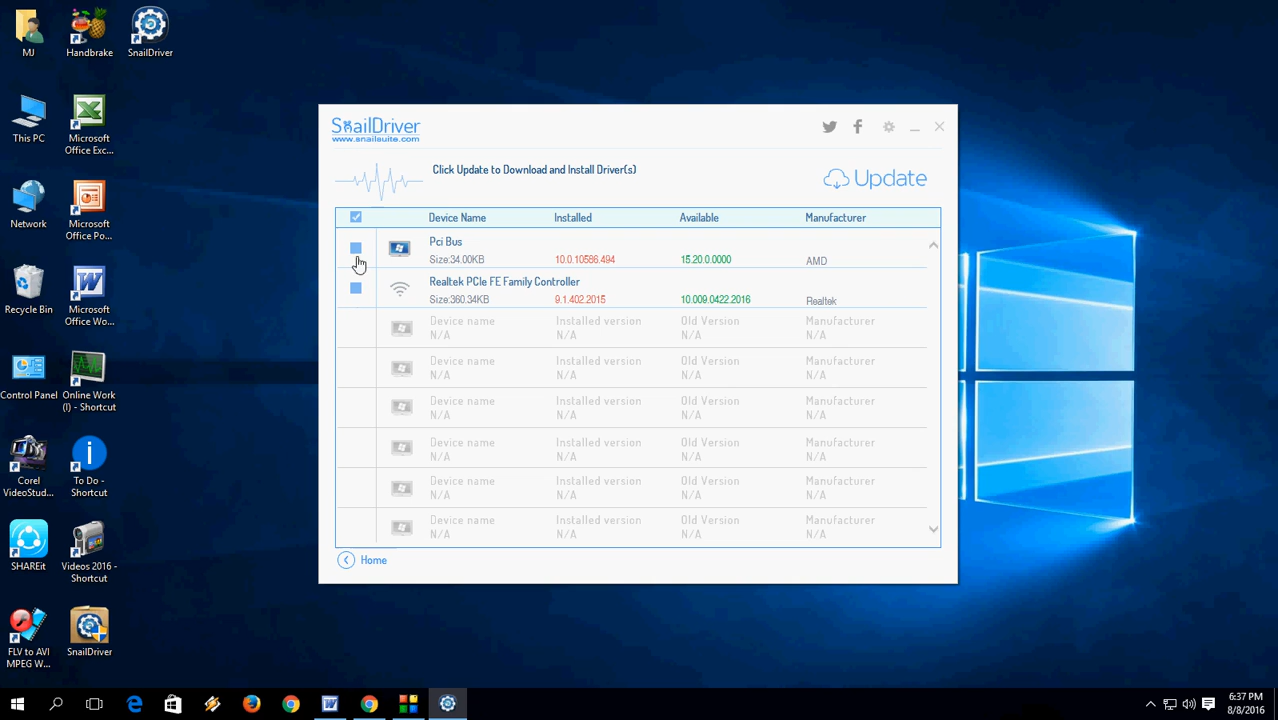 MJ
Handbrake
SnailDriver
This PC
Microsoft
Office Exc...
Network
Microsoft
Office Po...
Recycle Bin
Microsoft
Office Wo...
Control Panel
Online Work
(I) - Shortcut
Corel
VideoStud...
To Do -
Shortcut
SHAREit
Videos 2016 -
Shortcut
FLV to AVI
MPEG W...
SnailDriver
SnailDriver
www.snailsuite.com
Click Update to Download and Install Driver(s)
Update
Device Name Installed Available Manufacturer
Pci Bus
Size:34.00KB 10.0.10586.494 15.20.0.0000 AMD
Realtek PCIe FE Family Controller
Size:360.34KB 9.1.402.2015 10.009.0422.2016 Realtek
Device name Installed version Old Version Manufacturer
N/A N/A N/A N/A
Device name Installed version Old Version Manufacturer
N/A N/A N/A N/A
Device name Installed version Old Version Manufacturer
N/A N/A N/A N/A
Device name Installed version Old Version Manufacturer
N/A N/A N/A N/A
Device name Installed version Old Version Manufacturer
N/A N/A N/A N/A
Device name Installed version Old Version Manufacturer
N/A N/A N/A N/A
Home
6:37 PM
8/8/2016